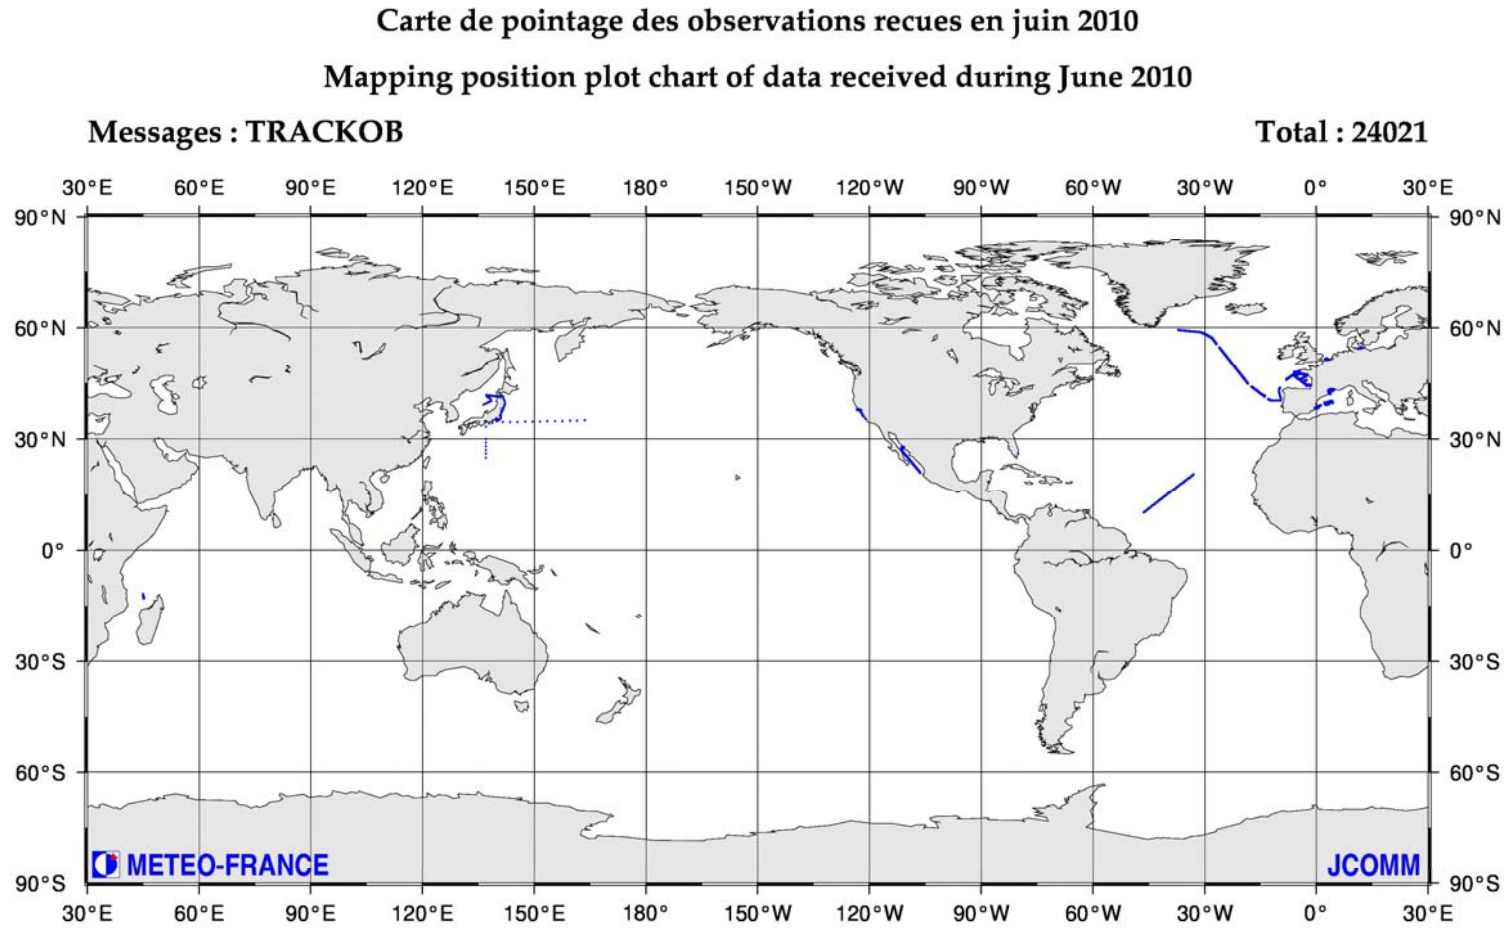 Carte de pointage des observations recues en juin 2010
Mapping position plot chart of data received during June 2010
Messages : TRACKOB Total : 24021
30°E 60°E 90°E 120°E 150°E 180° 150°W 120°W 90°W 60°W 30°W 0° 30°E
90°N 90°N
60°N 60°N
30°N 30°N
0° 0°
30°S 30°S
60°S 60°S
METEO-FRANCE JCOMM
90°S 90°S
30°E 60°E 90°E 120°E 150°E 180° 150°W 120°W 90°W 60°W 30°W 0° 30°E